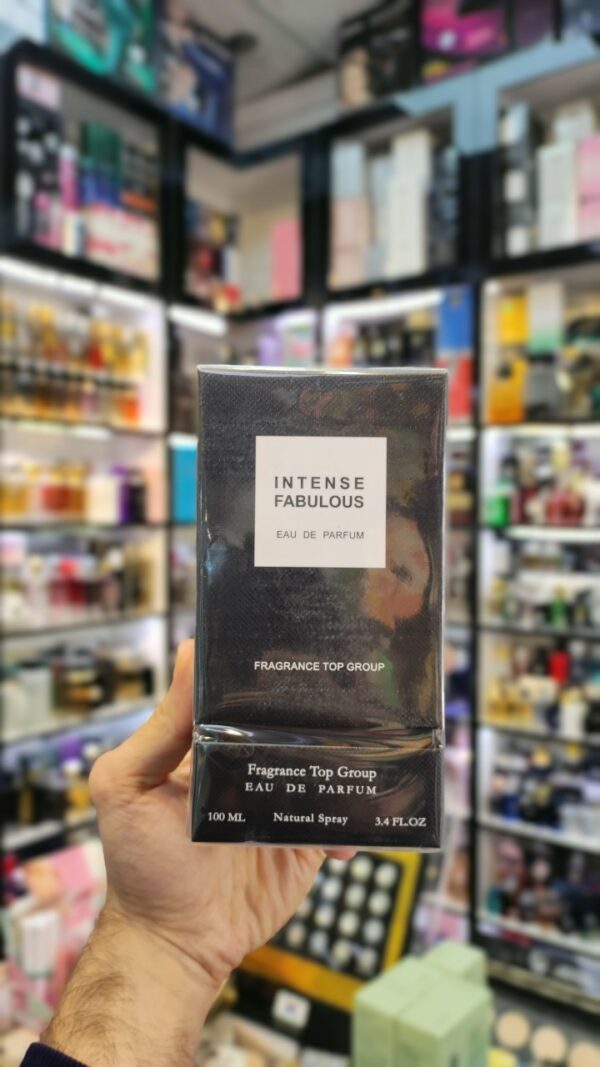 INTENSE
FABULOUS
EAU DE PARFUM
FRAGRANCE TOP GROUP
Fragrance Top Group
EAU DE PARFUM
100 ML Natural Spray 3.4 FL.OZ